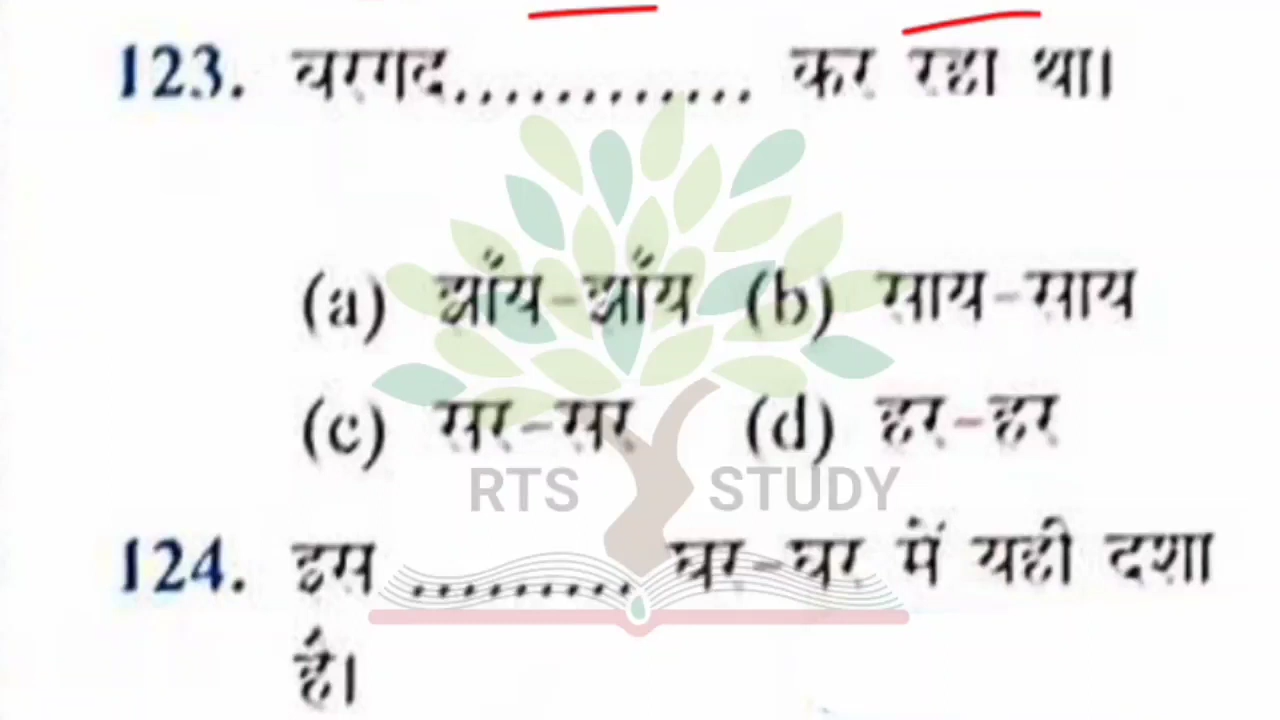 123. बरगद............ कर रहा था।
(a) झाँय-झाँय (b) साय-साय
(c) सर-सर (d) हर-हर
RTS STUDY
124. इस ......... घर-घर में यही दशा
है।